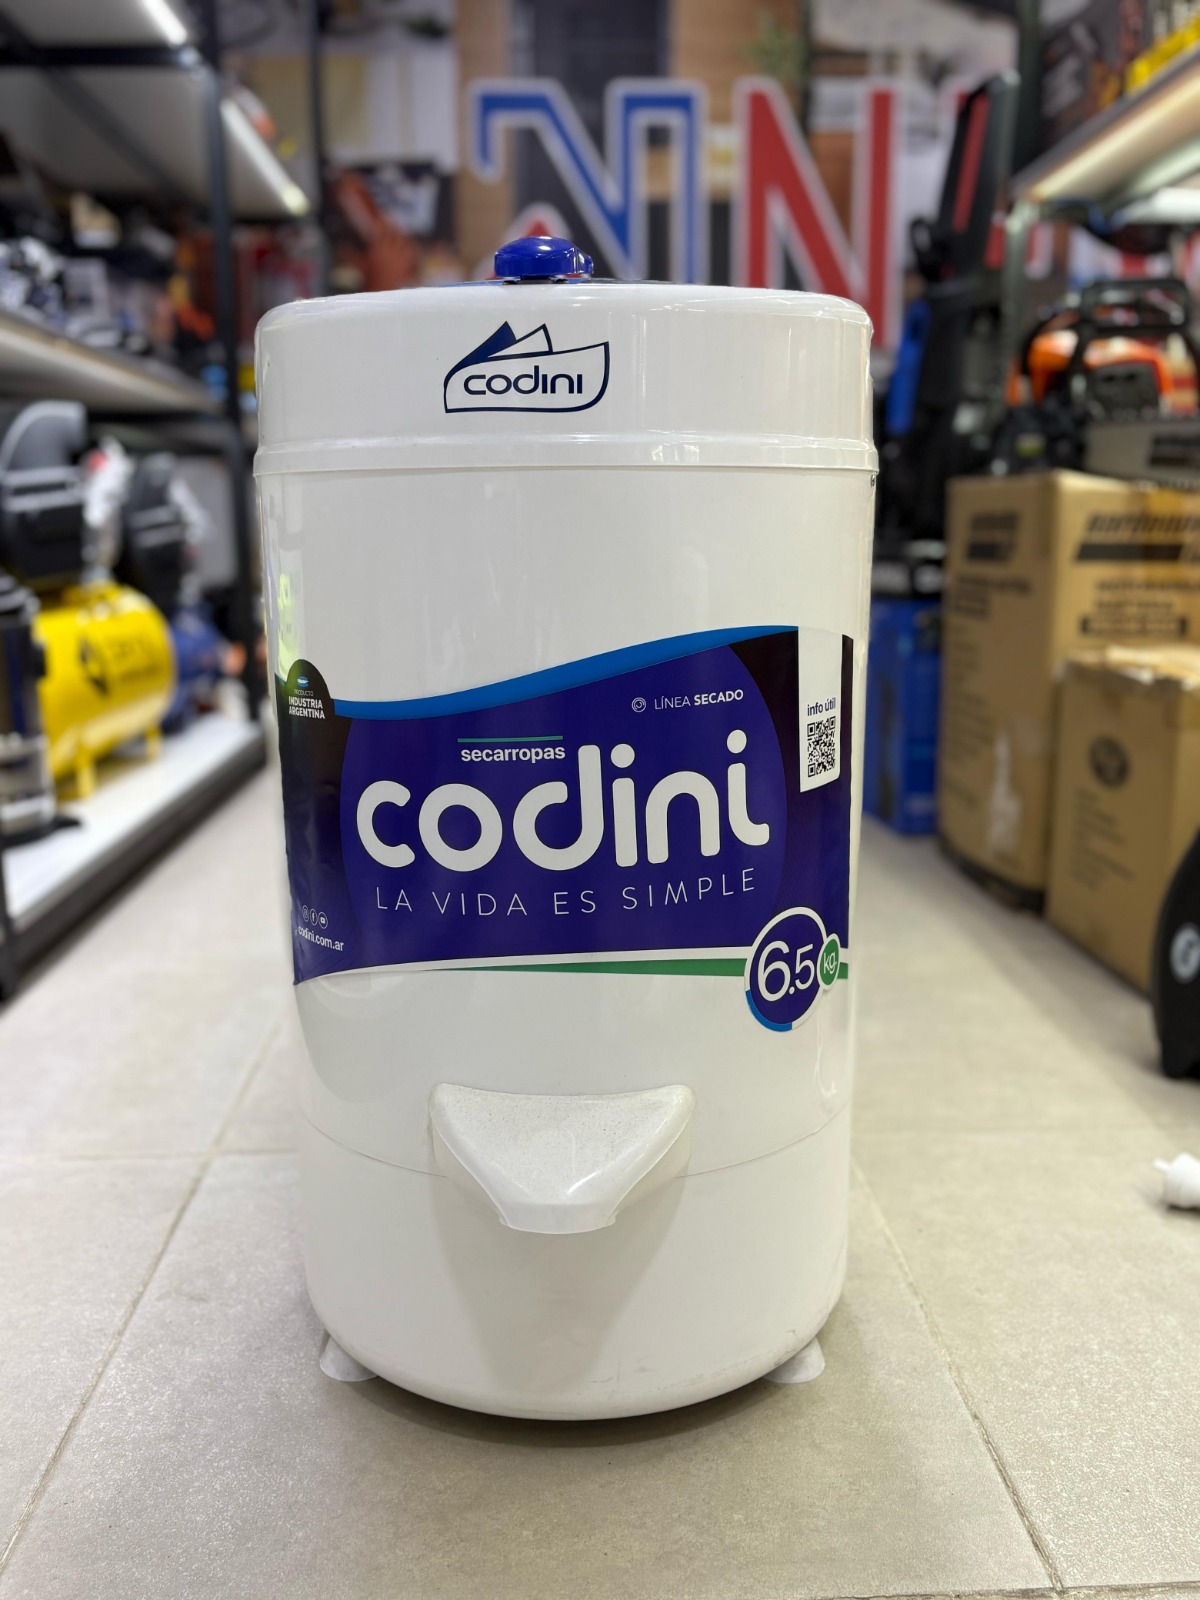 codini
PRODUCTO
INDUSTRIA
ARGENTINA
LÍNEA SECADO
info útil
secarropas
codini
LA VIDA ES SIMPLE
codini.com.ar
6.5 kg.